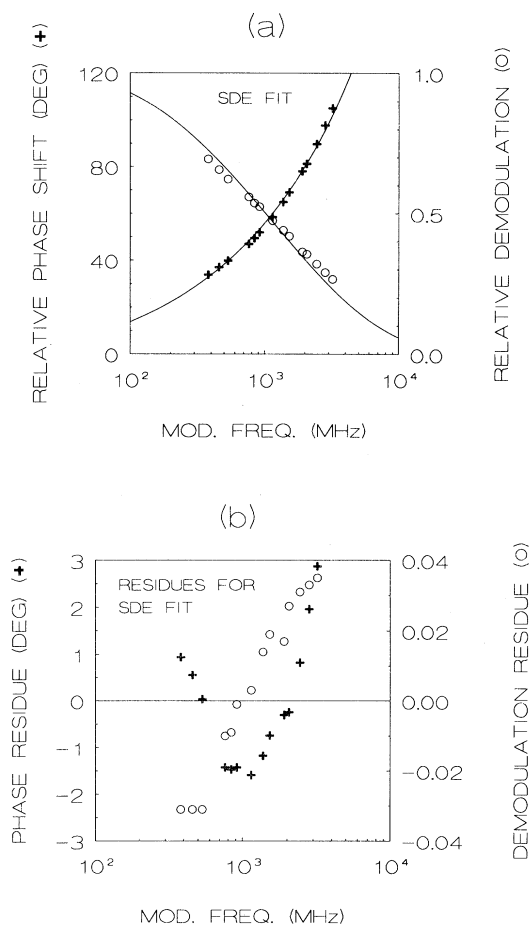 (a)
RELATIVE PHASE SHIFT (DEG) (+)
120
80
40
0
SDE FIT
1.0
0.5
0.0
RELATIVE DEMODULATION (O)
10² 10³ 10⁴
MOD. FREQ. (MHz)
(b)
PHASE RESIDUE (DEG) (+)
3
2
1
0
-1
-2
-3
RESIDUES FOR
SDE FIT
0.04
0.02
0.00
-0.02
-0.04
DEMODULATION RESIDUE (O)
10² 10³ 10⁴
MOD. FREQ. (MHz)